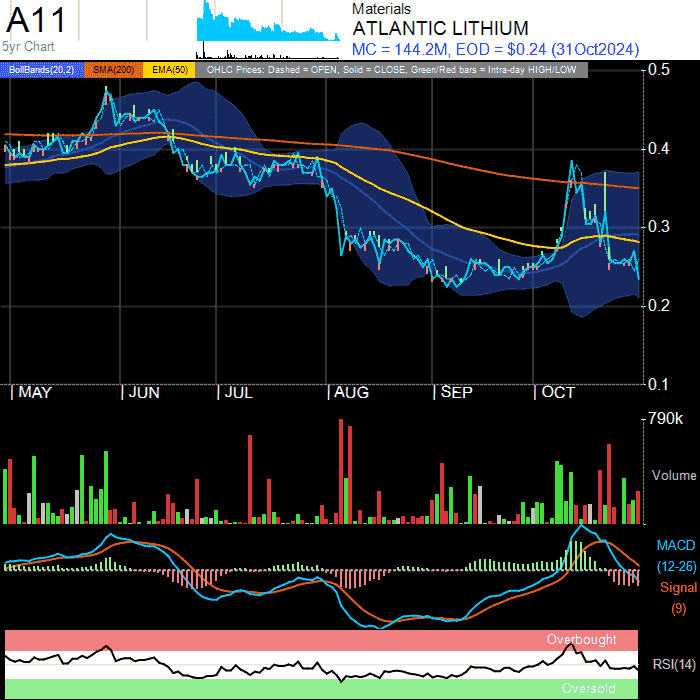 A11
5yr Chart
Materials
ATLANTIC LITHIUM
MC = 144.2M, EOD = $0.24 (31Oct2024)
BollBands(20,2) SMA(200) EMA(50) OHLC Prices: Dashed = OPEN, Solid = CLOSE, Green/Red bars = Intra-day HIGH/LOW
0.5
0.4
0.3
0.2
0.1
MAY JUN JUL AUG SEP OCT
790k
Volume
MACD
(12-26)
Signal
(9)
Overbought
RSI(14)
Oversold